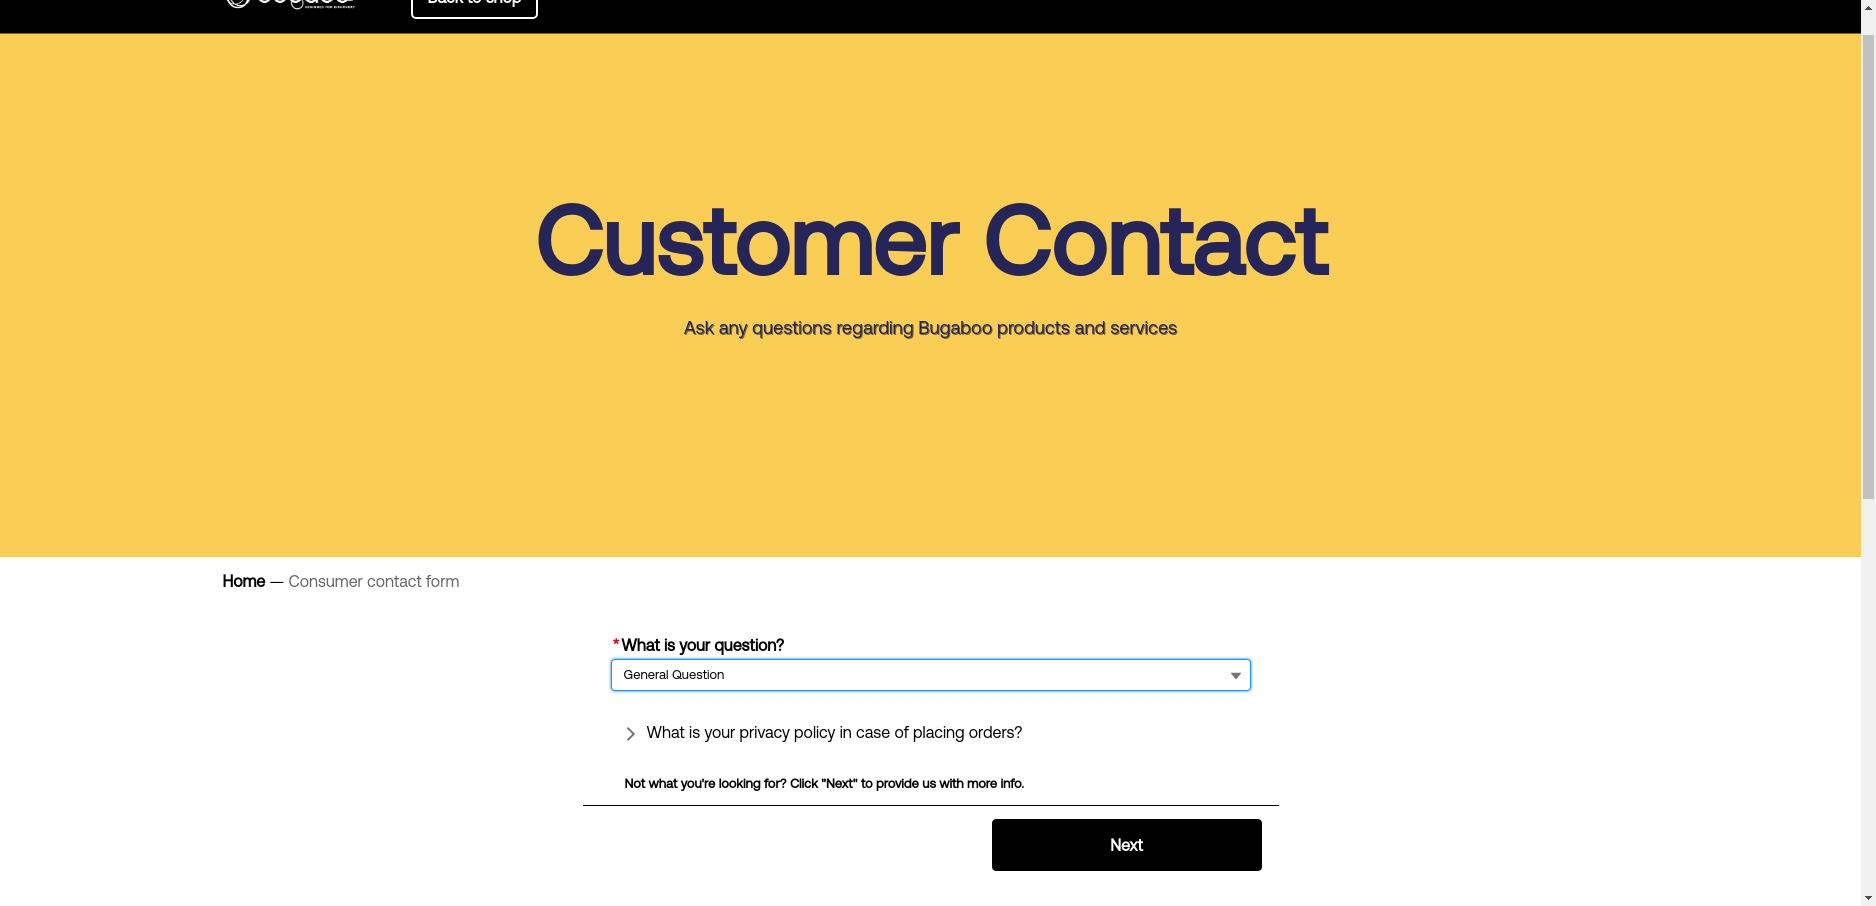 Back to shop
Customer Contact
Ask any questions regarding Bugaboo products and services
Home — Consumer contact form
*What is your question?
General Question
What is your privacy policy in case of placing orders?
Not what you're looking for? Click "Next" to provide us with more info.
Next